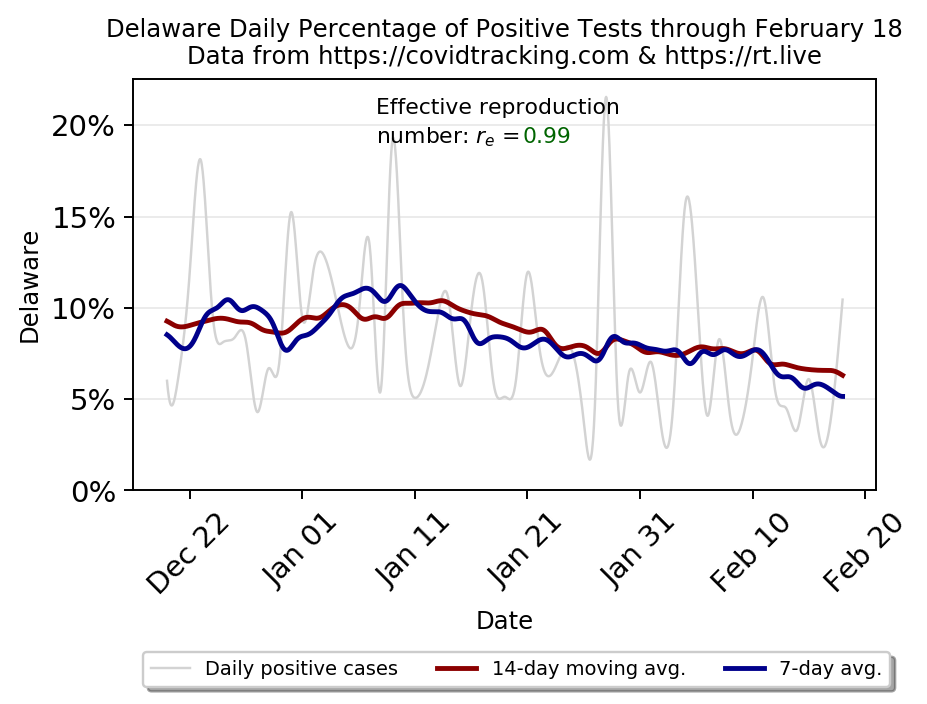 Delaware Daily Percentage of Positive Tests through February 18
Data from https://covidtracking.com & https://rt.live
Effective reproduction
number: rₑ =0.99
20%
15%
10%
5%
0%
Delaware
Dec 22
Jan 01
Jan 11
Jan 21
Jan 31
Feb 10
Feb 20
Date
Daily positive cases
14-day moving avg.
7-day avg.